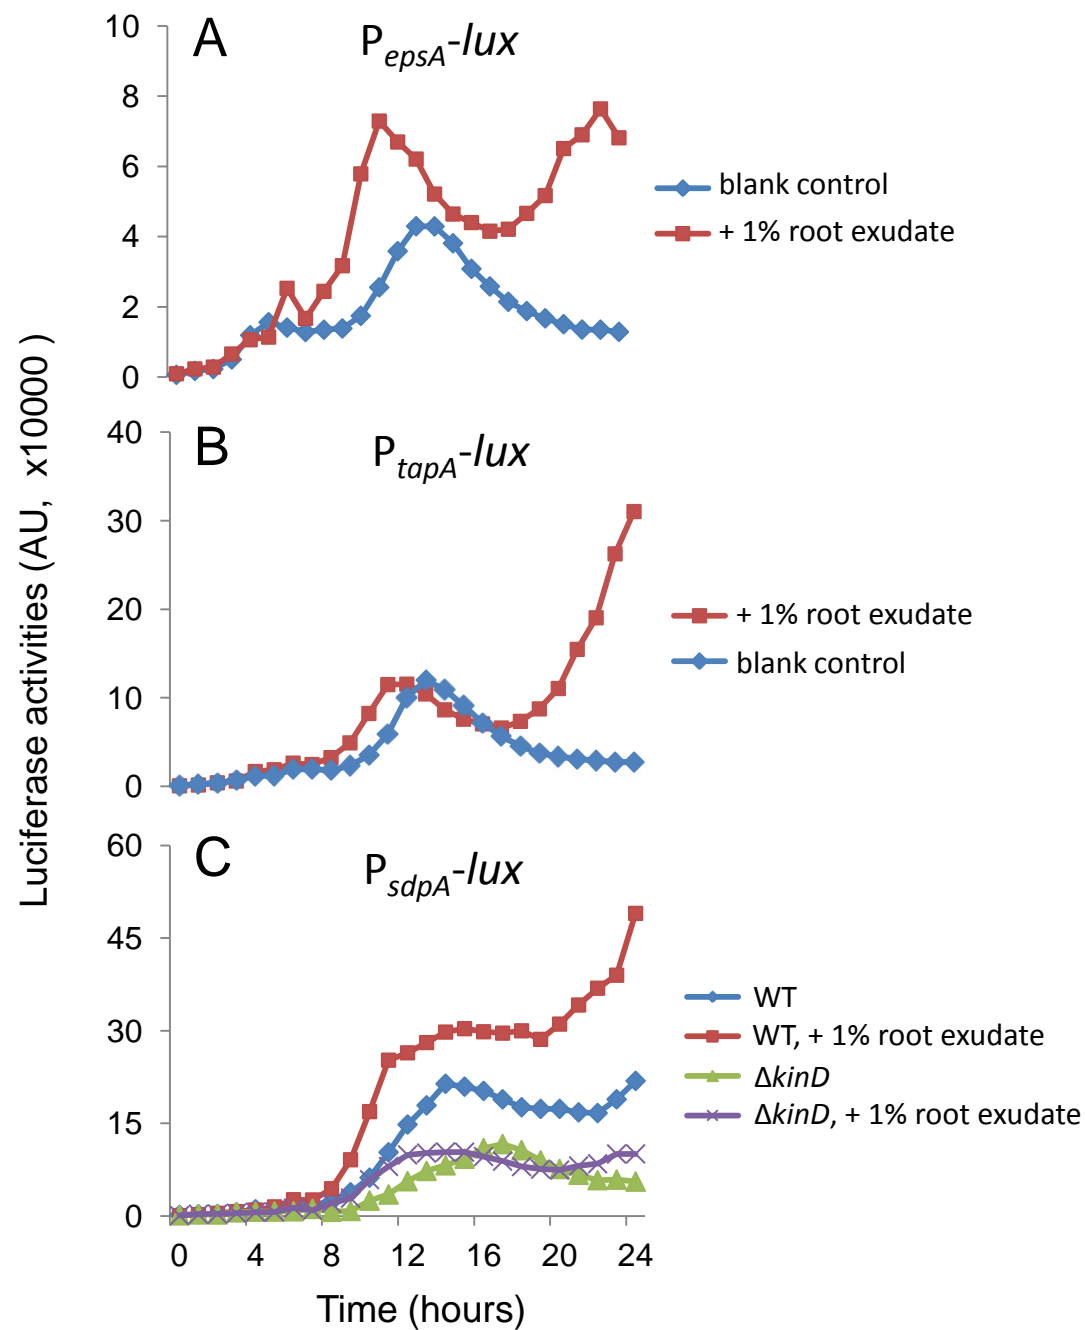 A
PepsA-lux
10
8
6
4
2
0
blank control
+ 1% root exudate
B
PtapA-lux
40
30
20
10
0
+ 1% root exudate
blank control
C
PsdpA-lux
60
45
30
15
0
WT
WT, + 1% root exudate
ΔkinD
ΔkinD, + 1% root exudate
0 4 8 12 16 20 24
Time (hours)
Luciferase activities (AU, x10000 )